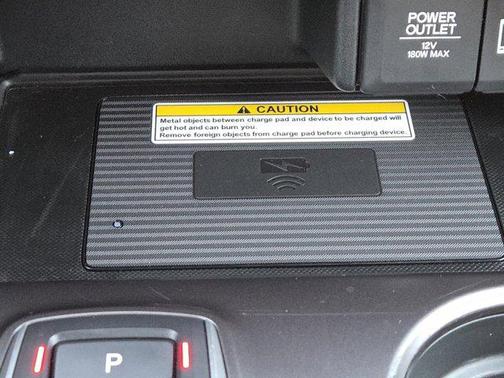 POWER
OUTLET
12V
180W MAX
CAUTION
Metal objects between charge pad and device to be charged will
get hot and can burn you.
Remove foreign objects from charge pad before charging device.
P